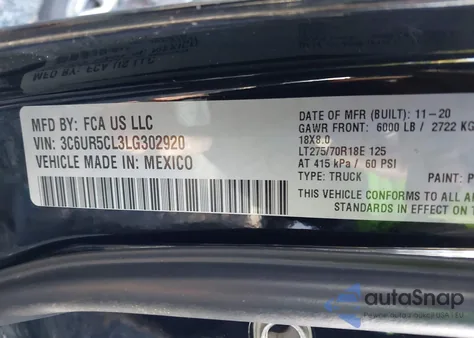 MFD BY: FCA US LLC
VIN: 3C6UR5CL3LG302920
VEHICLE MADE IN: MEXICO
DATE OF MFR (BUILT): 11-20
GAWR FRONT: 6000 LB / 2722 KG
18X8.0
LT275/70R18E 125
AT 415 kPa / 60 PSI
TYPE: TRUCK PAINT: P
THIS VEHICLE CONFORMS TO ALL AP
STANDARDS IN EFFECT ON T
autoSnap